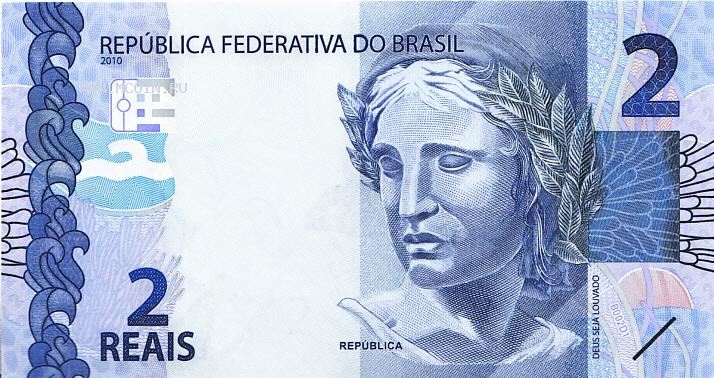 REPÚBLICA FEDERATIVA DO BRASIL
2010
2
2
REAIS
REPÚBLICA
DEUS SEJA LOUVADO